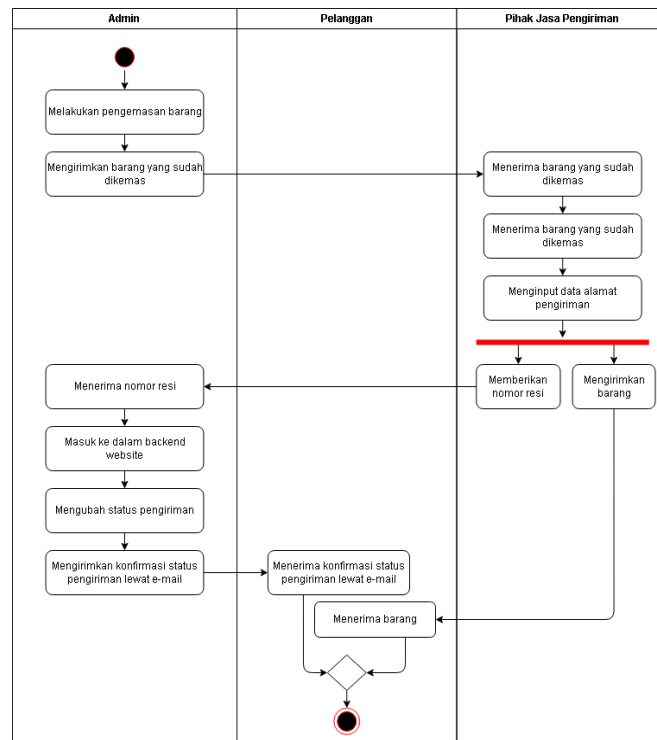 Admin
Pelanggan
Pihak Jasa Pengiriman
Melakukan pengemasan barang
Mengirimkan barang yang sudah
dikemas
Menerima barang yang sudah
dikemas
Menerima barang yang sudah
dikemas
Menginput data alamat
pengiriman
Menerima nomor resi
Memberikan
nomor resi
Mengirimkan
barang
Masuk ke dalam backend
website
Mengubah status pengiriman
Mengirimkan konfirmasi status
pengiriman lewat e-mail
Menerima konfirmasi status
pengiriman lewat e-mail
Menerima barang